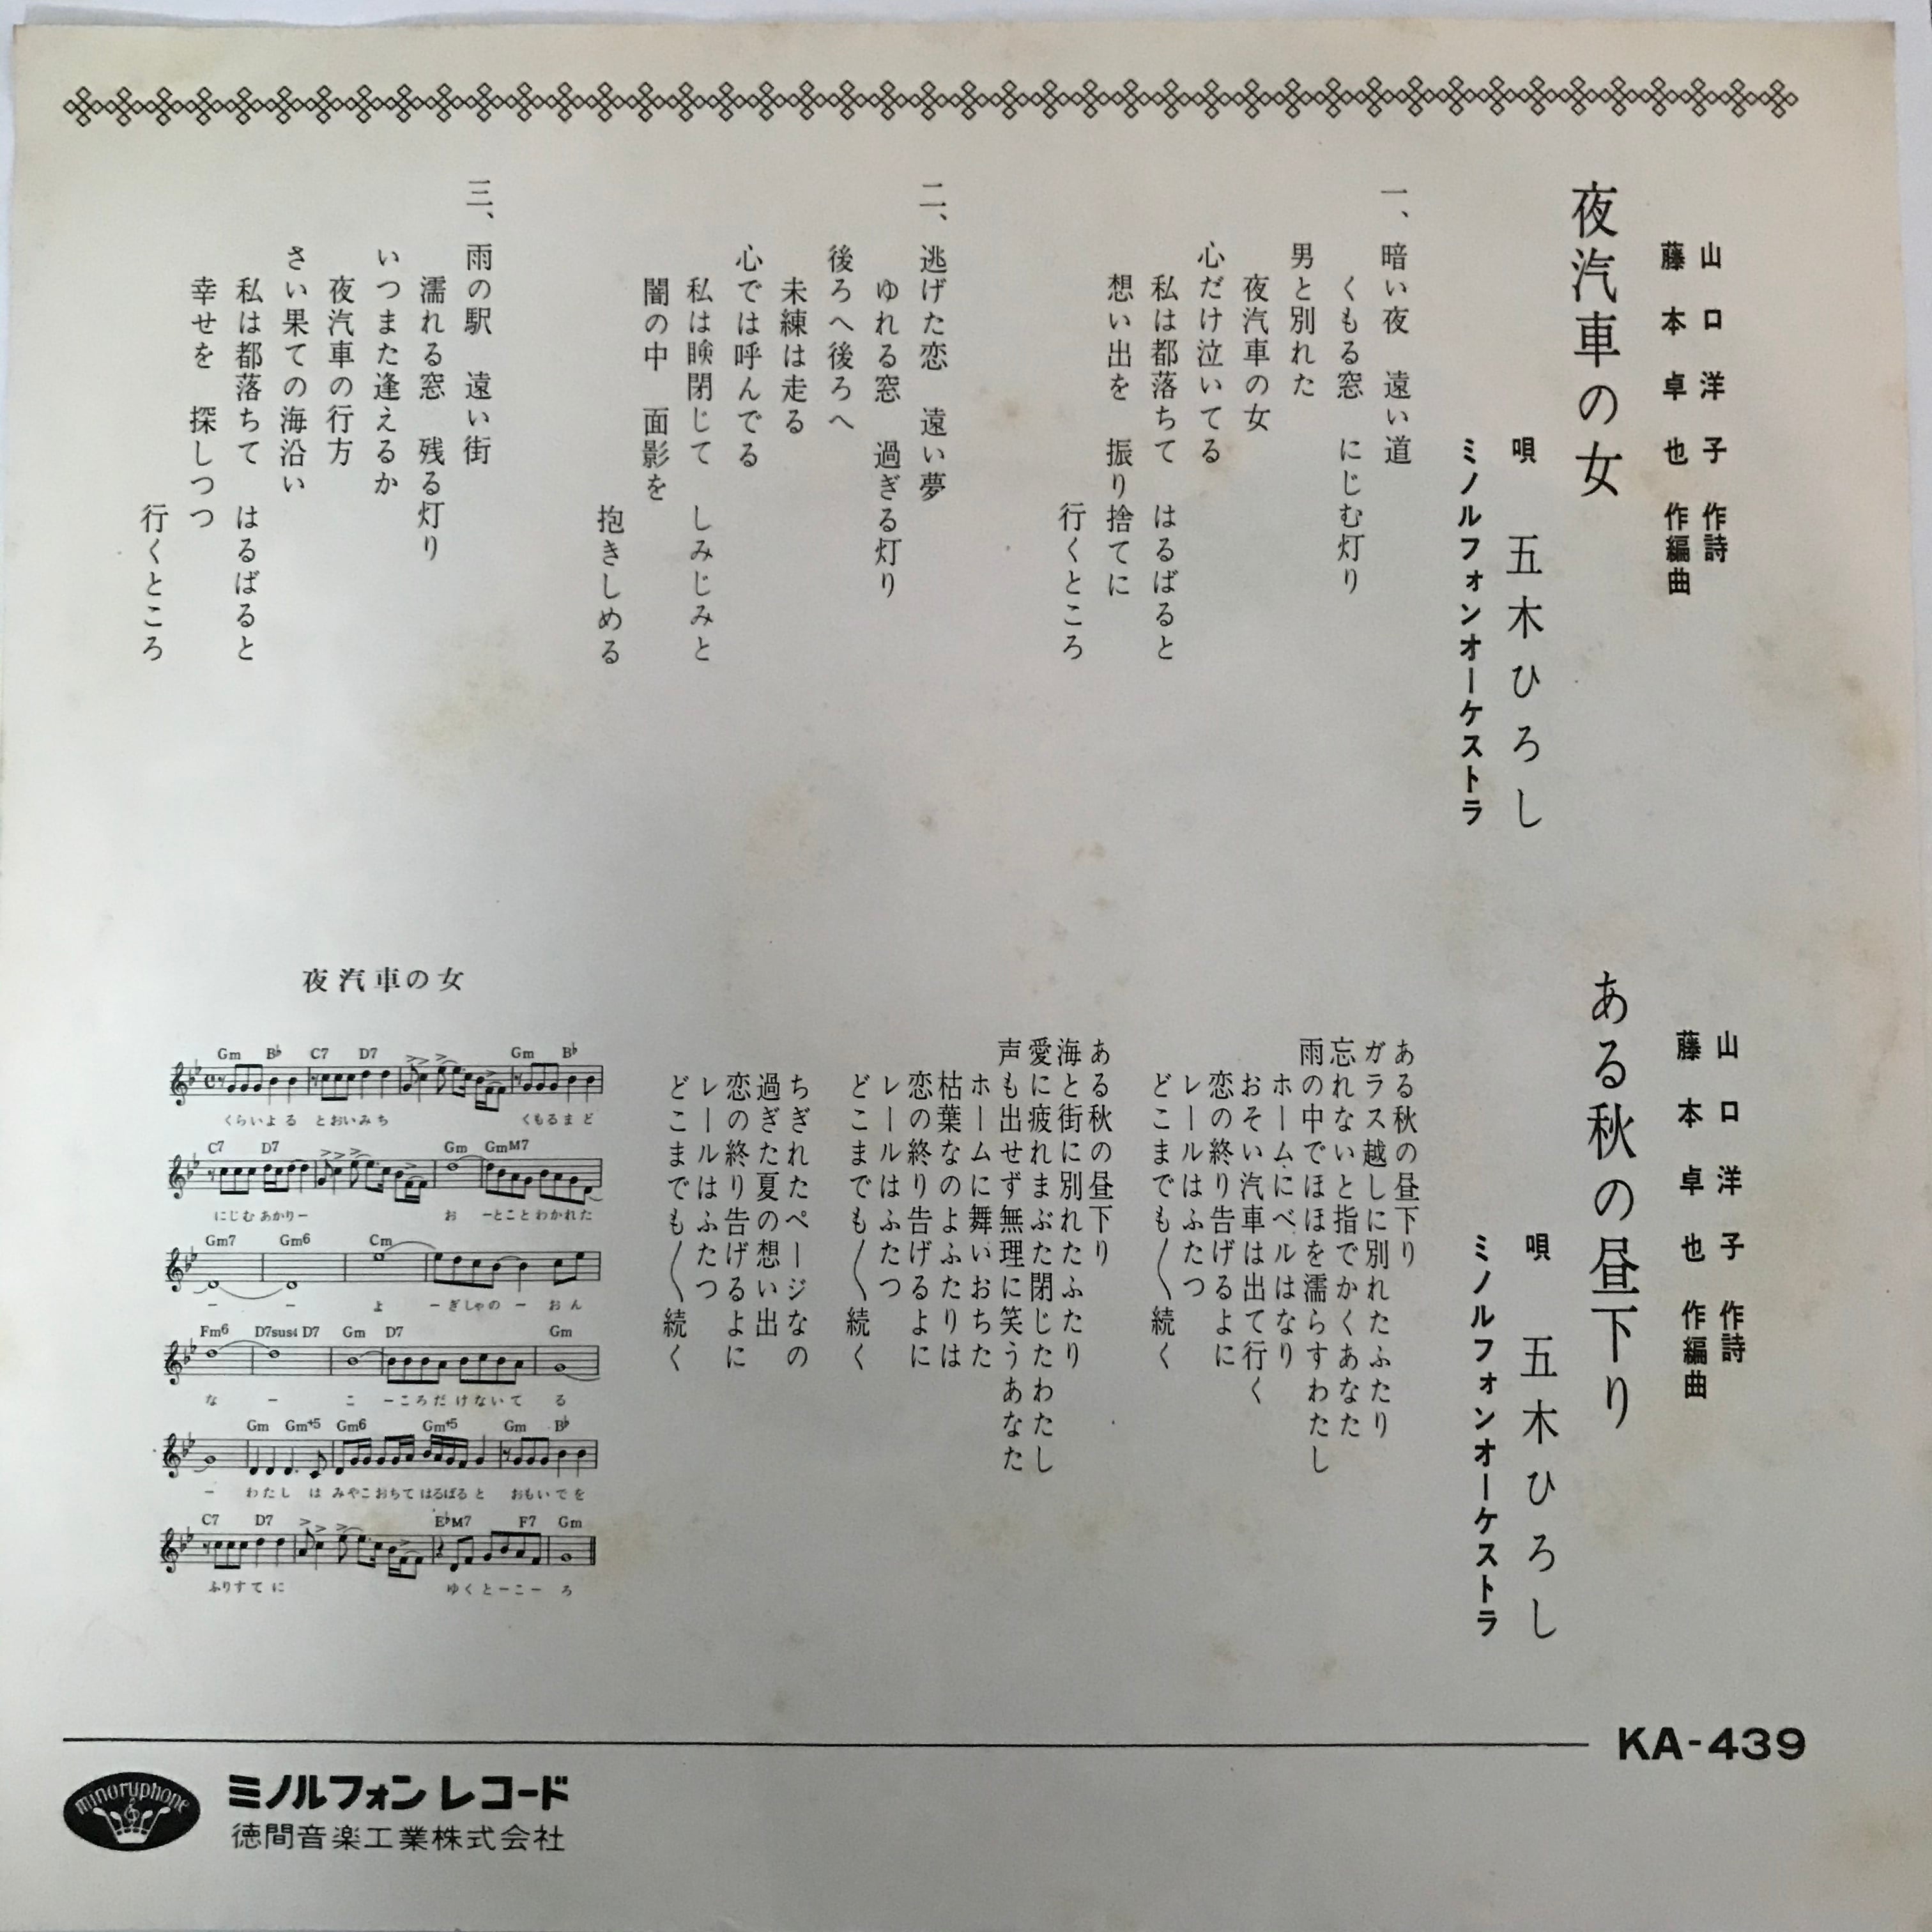 山口洋子 作詩
藤本卓也 作編曲
夜汽車の女
唄 五木ひろし
ミノルフォンオーケストラ
一、暗い夜 遠い道
くもる窓 にじむ灯り
男と別れた
夜汽車の女
心だけ泣いてる
私は都落ちて はるばると
想い出を 振り捨てに
行くところ
二、逃げた恋 遠い夢
ゆれる窓 過ぎる灯り
後ろへ後ろへ
未練は走る
心では呼んでる
私は瞼閉じて しみじみと
闇の中 面影を
抱きしめる
三、雨の駅 遠い街
濡れる窓 残る灯り
いつまた逢えるか
夜汽車の行方
さい果ての海沿い
私は都落ちて はるばると
幸せを 探しつつ
行くところ
山口洋子 作詩
藤本卓也 作編曲
ある秋の昼下り
唄 五木ひろし
ミノルフォンオーケストラ
ある秋の昼下り
ガラス越しに別れたふたり
忘れないと指でかくあなた
雨の中でほほを濡らすわたし
ホームにベルはなり
おそい汽車は出て行く
恋の終り告げるよに
レールはふたつ
どこまでも〱続く
ある秋の昼下り
海と街に別れたふたり
愛に疲れまぶた閉じたわたし
声も出せず無理に笑うあなた
ホームに舞いおちた
枯葉なのよふたりは
恋の終り告げるよに
レールはふたつ
どこまでも〱続く
ちぎれたページなの
過ぎた夏の想い出
恋の終り告げるよに
レールはふたつ
どこまでも〱続く
夜汽車の女
Gm B♭ C7 D7 Gm B♭
くらいよる とおいみち くもるまど
C7 D7 Gm GmM7
にじむあかりー おーとことわかれた
Gm7 Gm6 Cm
ー ー よーぎしゃのーおん
Fm6 D7sus4 D7 Gm D7 Gm
なー こーころだけないてる
Gm Gm+5 Gm6 Gm+5 Gm B♭
ー わたしはみやこおちてはるばると おもいでを
C7 D7 E♭M7 F7 Gm
ふりすてに ゆくとーこーろ
KA-439
minoruphone
ミノルフォンレコード
徳間音楽工業株式会社